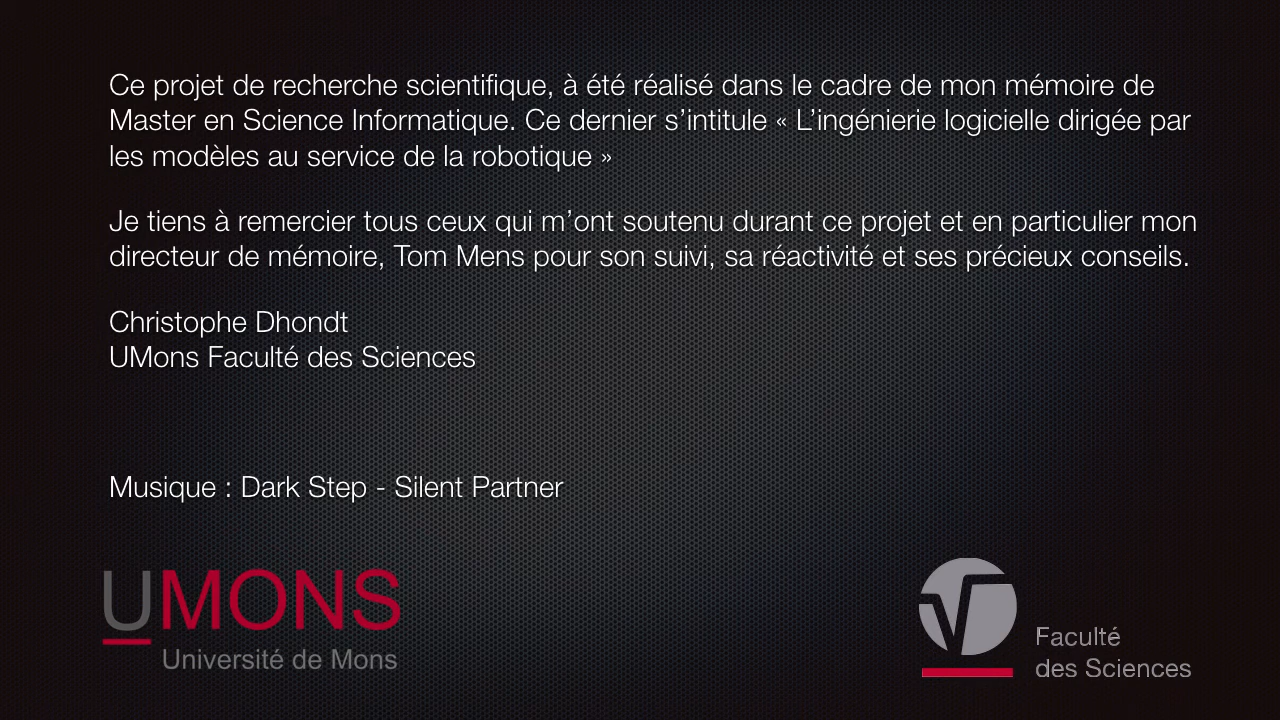 Ce projet de recherche scientifique, à été réalisé dans le cadre de mon mémoire de
Master en Science Informatique. Ce dernier s’intitule « L’ingénierie logicielle dirigée par
les modèles au service de la robotique »
Je tiens à remercier tous ceux qui m’ont soutenu durant ce projet et en particulier mon
directeur de mémoire, Tom Mens pour son suivi, sa réactivité et ses précieux conseils.
Christophe Dhondt
UMons Faculté des Sciences
Musique : Dark Step - Silent Partner
UMONS
Université de Mons
Faculté
des Sciences